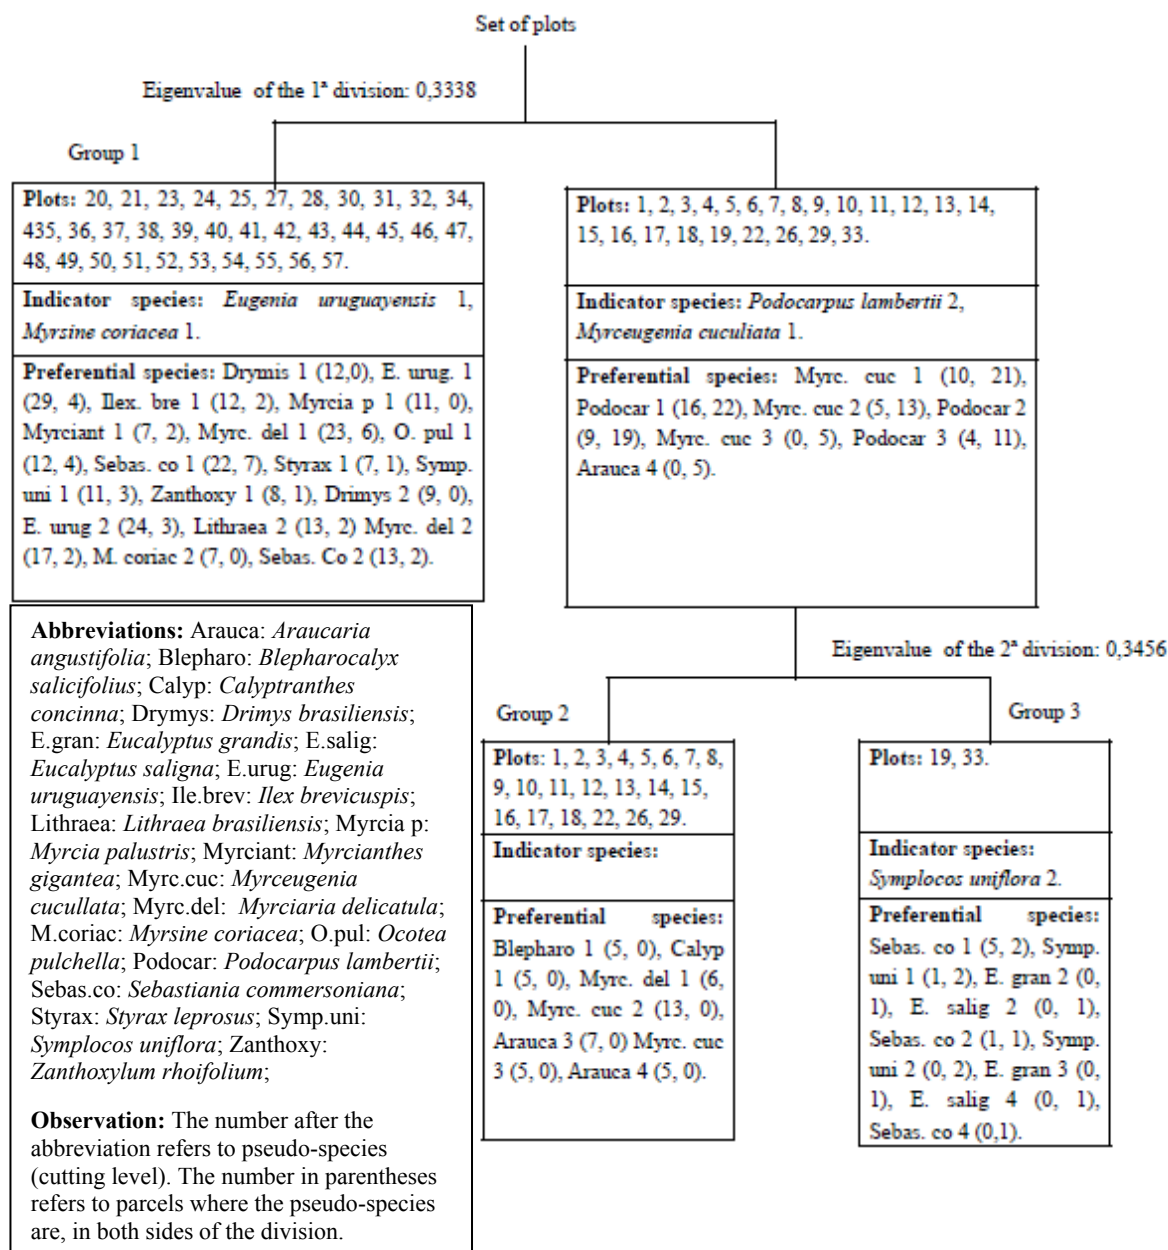 Set of plots
Eigenvalue of the 1ª division: 0,3338
Group 1
Plots: 20, 21, 23, 24, 25, 27, 28, 30, 31, 32, 34,
435, 36, 37, 38, 39, 40, 41, 42, 43, 44, 45, 46, 47,
48, 49, 50, 51, 52, 53, 54, 55, 56, 57.
Indicator species: Eugenia uruguayensis 1,
Myrsine coriacea 1.
Preferential species: Drymis 1 (12,0), E. urug. 1
(29, 4), Ilex. bre 1 (12, 2), Myrcia p 1 (11, 0),
Myrciant 1 (7, 2), Myrc. del 1 (23, 6), O. pul 1
(12, 4), Sebas. co 1 (22, 7), Styrax 1 (7, 1), Symp.
uni 1 (11, 3), Zanthoxy 1 (8, 1), Drimys 2 (9, 0),
E. urug 2 (24, 3), Lithraea 2 (13, 2) Myrc. del 2
(17, 2), M. coriac 2 (7, 0), Sebas. Co 2 (13, 2).
Plots: 1, 2, 3, 4, 5, 6, 7, 8, 9, 10, 11, 12, 13, 14,
15, 16, 17, 18, 19, 22, 26, 29, 33.
Indicator species: Podocarpus lambertii 2,
Myrceugenia cuculiata 1.
Preferential species: Myrc. cuc 1 (10, 21),
Podocar 1 (16, 22), Myrc. cuc 2 (5, 13), Podocar 2
(9, 19), Myrc. cuc 3 (0, 5), Podocar 3 (4, 11),
Arauca 4 (0, 5).
Abbreviations: Arauca: Araucaria
angustifolia; Blepharo: Blepharocalyx
salicifolius; Calyp: Calyptranthes
concinna; Drymys: Drimys brasiliensis;
E.gran: Eucalyptus grandis; E.salig:
Eucalyptus saligna; E.urug: Eugenia
uruguayensis; Ile.brev: Ilex brevicuspis;
Lithraea: Lithraea brasiliensis; Myrcia p:
Myrcia palustris; Myrciant: Myrcianthes
gigantea; Myrc.cuc: Myrceugenia
cucullata; Myrc.del: Myrciaria delicatula;
M.coriac: Myrsine coriacea; O.pul: Ocotea
pulchella; Podocar: Podocarpus lambertii;
Sebas.co: Sebastiania commersoniana;
Styrax: Styrax leprosus; Symp.uni:
Symplocos uniflora; Zanthoxy:
Zanthoxylum rhoifolium;
Observation: The number after the
abbreviation refers to pseudo-species
(cutting level). The number in parentheses
refers to parcels where the pseudo-species
are, in both sides of the division.
Eigenvalue of the 2ª division: 0,3456
Group 2
Plots: 1, 2, 3, 4, 5, 6, 7, 8,
9, 10, 11, 12, 13, 14, 15,
16, 17, 18, 22, 26, 29.
Indicator species:
Preferential species:
Blepharo 1 (5, 0), Calyp
1 (5, 0), Myrc. del 1 (6,
0), Myrc. cuc 2 (13, 0),
Arauca 3 (7, 0) Myrc. cuc
3 (5, 0), Arauca 4 (5, 0).
Group 3
Plots: 19, 33.
Indicator species:
Symplocos uniflora 2.
Preferential species:
Sebas. co 1 (5, 2), Symp.
uni 1 (1, 2), E. gran 2 (0,
1), E. salig 2 (0, 1),
Sebas. co 2 (1, 1), Symp.
uni 2 (0, 2), E. gran 3 (0,
1), E. salig 4 (0, 1),
Sebas. co 4 (0,1).